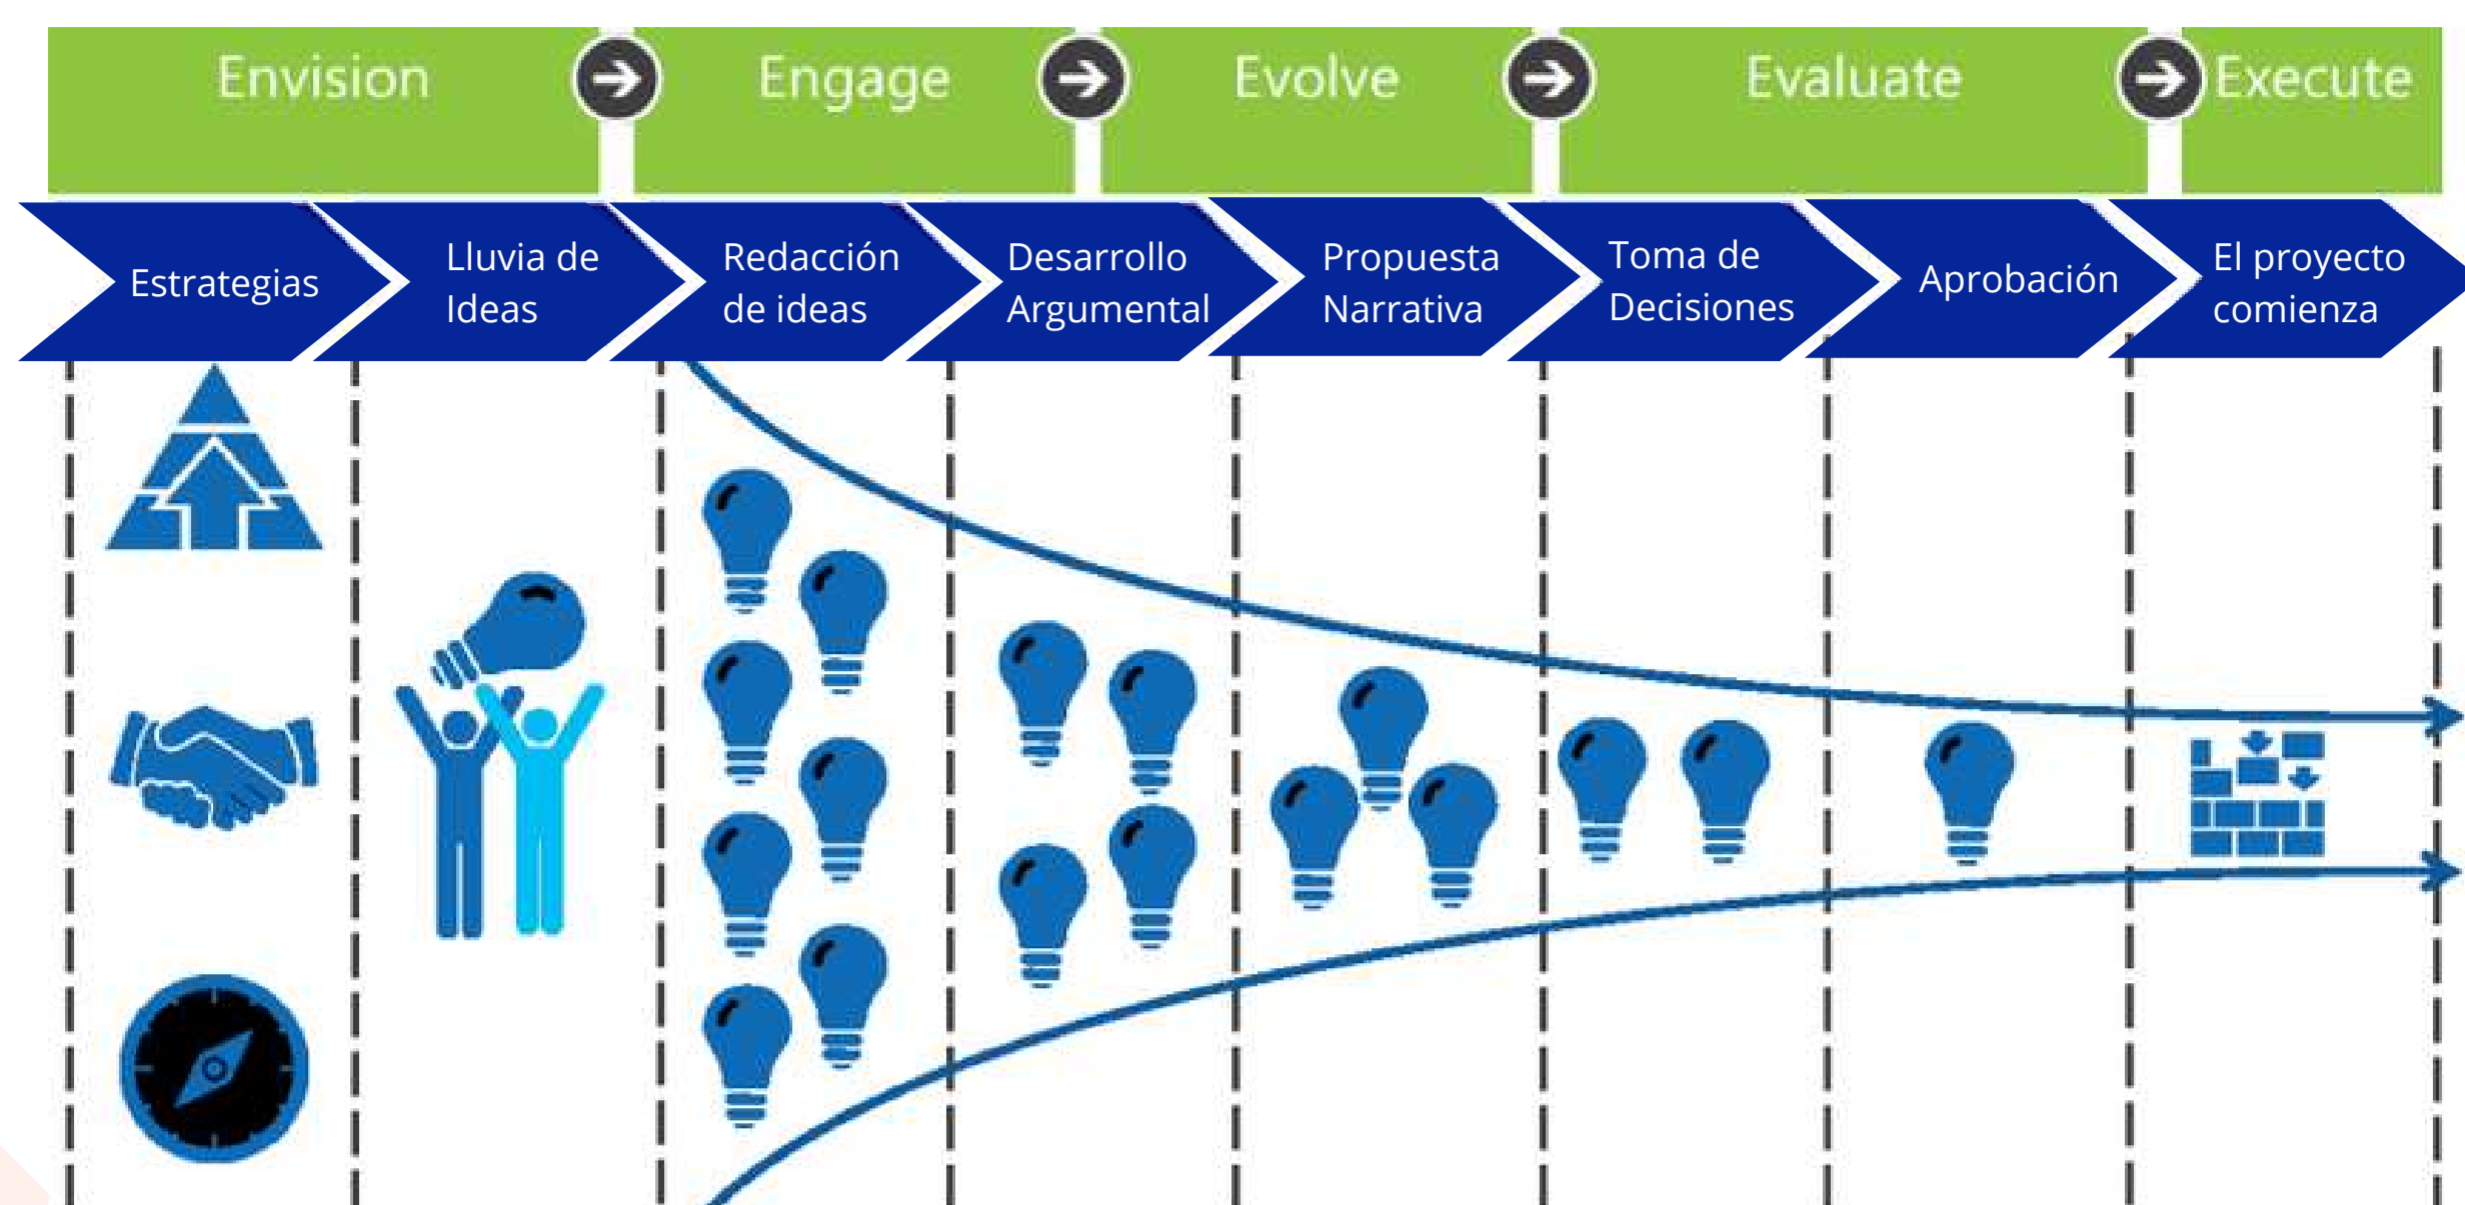 Envision
Engage
Evolve
Evaluate
Execute
Estrategias
Lluvia de
Ideas
Redacción
de ideas
Desarrollo
Argumental
Propuesta
Narrativa
Toma de
Decisiones
Aprobación
El proyecto
comienza